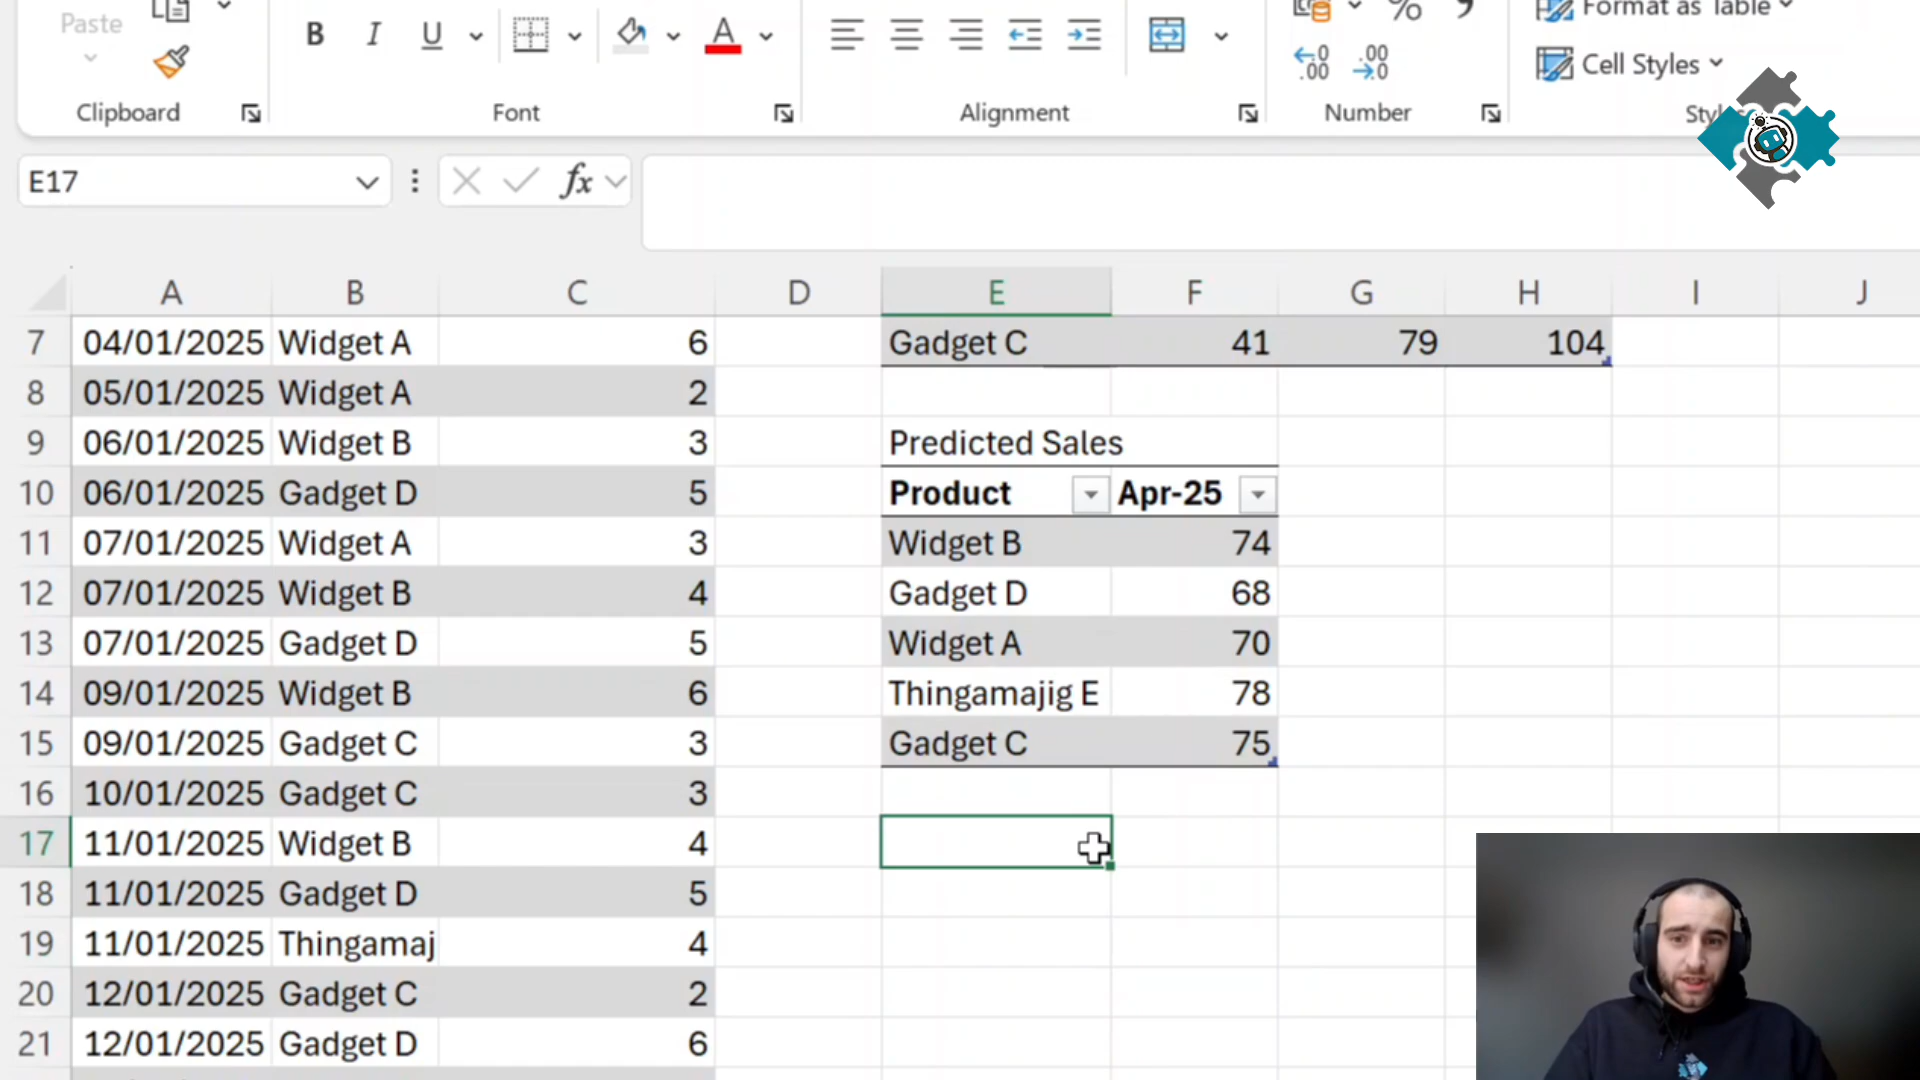 Paste
Format as Table
Cell Styles
Clipboard
Font
Alignment
Number
B I U A
E17
fx
A B C D E F G H I J
7 04/01/2025 Widget A 6 Gadget C 41 79 104
8 05/01/2025 Widget A 2
9 06/01/2025 Widget B 3 Predicted Sales
10 06/01/2025 Gadget D 5 Product Apr-25
11 07/01/2025 Widget A 3 Widget B 74
12 07/01/2025 Widget B 4 Gadget D 68
13 07/01/2025 Gadget D 5 Widget A 70
14 09/01/2025 Widget B 6 Thingamajig E 78
15 09/01/2025 Gadget C 3 Gadget C 75
16 10/01/2025 Gadget C 3
17 11/01/2025 Widget B 4
18 11/01/2025 Gadget D 5
19 11/01/2025 Thingamaj 4
20 12/01/2025 Gadget C 2
21 12/01/2025 Gadget D 6